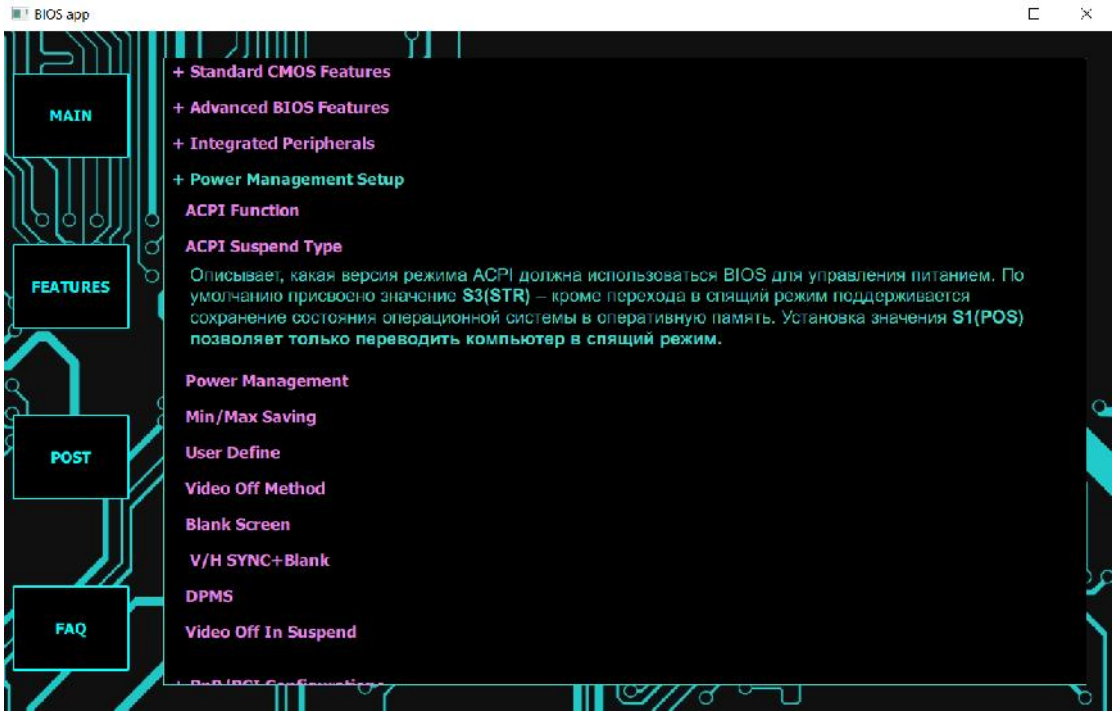 BIOS app
MAIN
FEATURES
POST
FAQ
+ Standard CMOS Features
+ Advanced BIOS Features
+ Integrated Peripherals
+ Power Management Setup
ACPI Function
ACPI Suspend Type
Описывает, какая версия режима ACPI должна использоваться BIOS для управления питанием. По
умолчанию присвоено значение S3(STR) – кроме перехода в спящий режим поддерживается
сохранение состояния операционной системы в оперативную память. Установка значения S1(POS)
позволяет только переводить компьютер в спящий режим.
Power Management
Min/Max Saving
User Define
Video Off Method
Blank Screen
V/H SYNC+Blank
DPMS
Video Off In Suspend
+ PnP/PCI Configurations